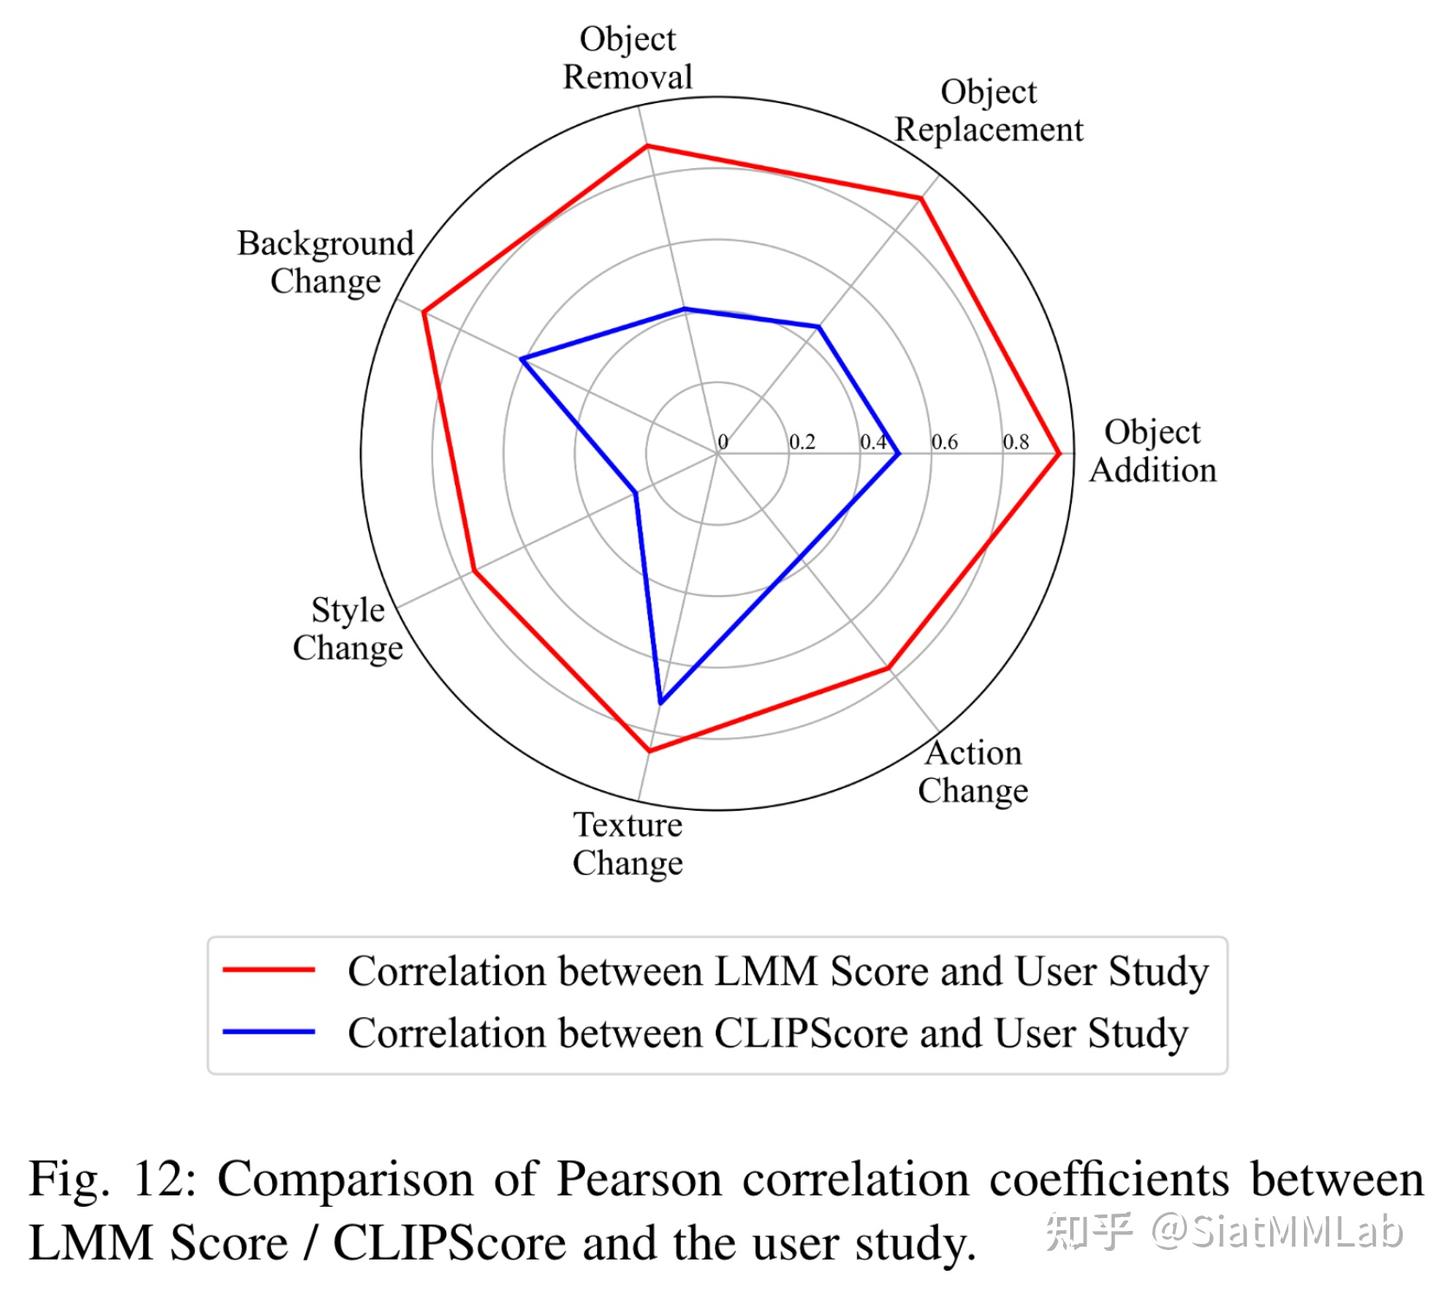 Object
Removal
Object
Replacement
Background
Change
Object
Addition
0
0.2
0.4
0.6
0.8
Style
Change
Action
Change
Texture
Change
Correlation between LMM Score and User Study
Correlation between CLIPScore and User Study
Fig. 12: Comparison of Pearson correlation coefficients between
LMM Score / CLIPScore and the user study.
知乎 @SiatMMLab